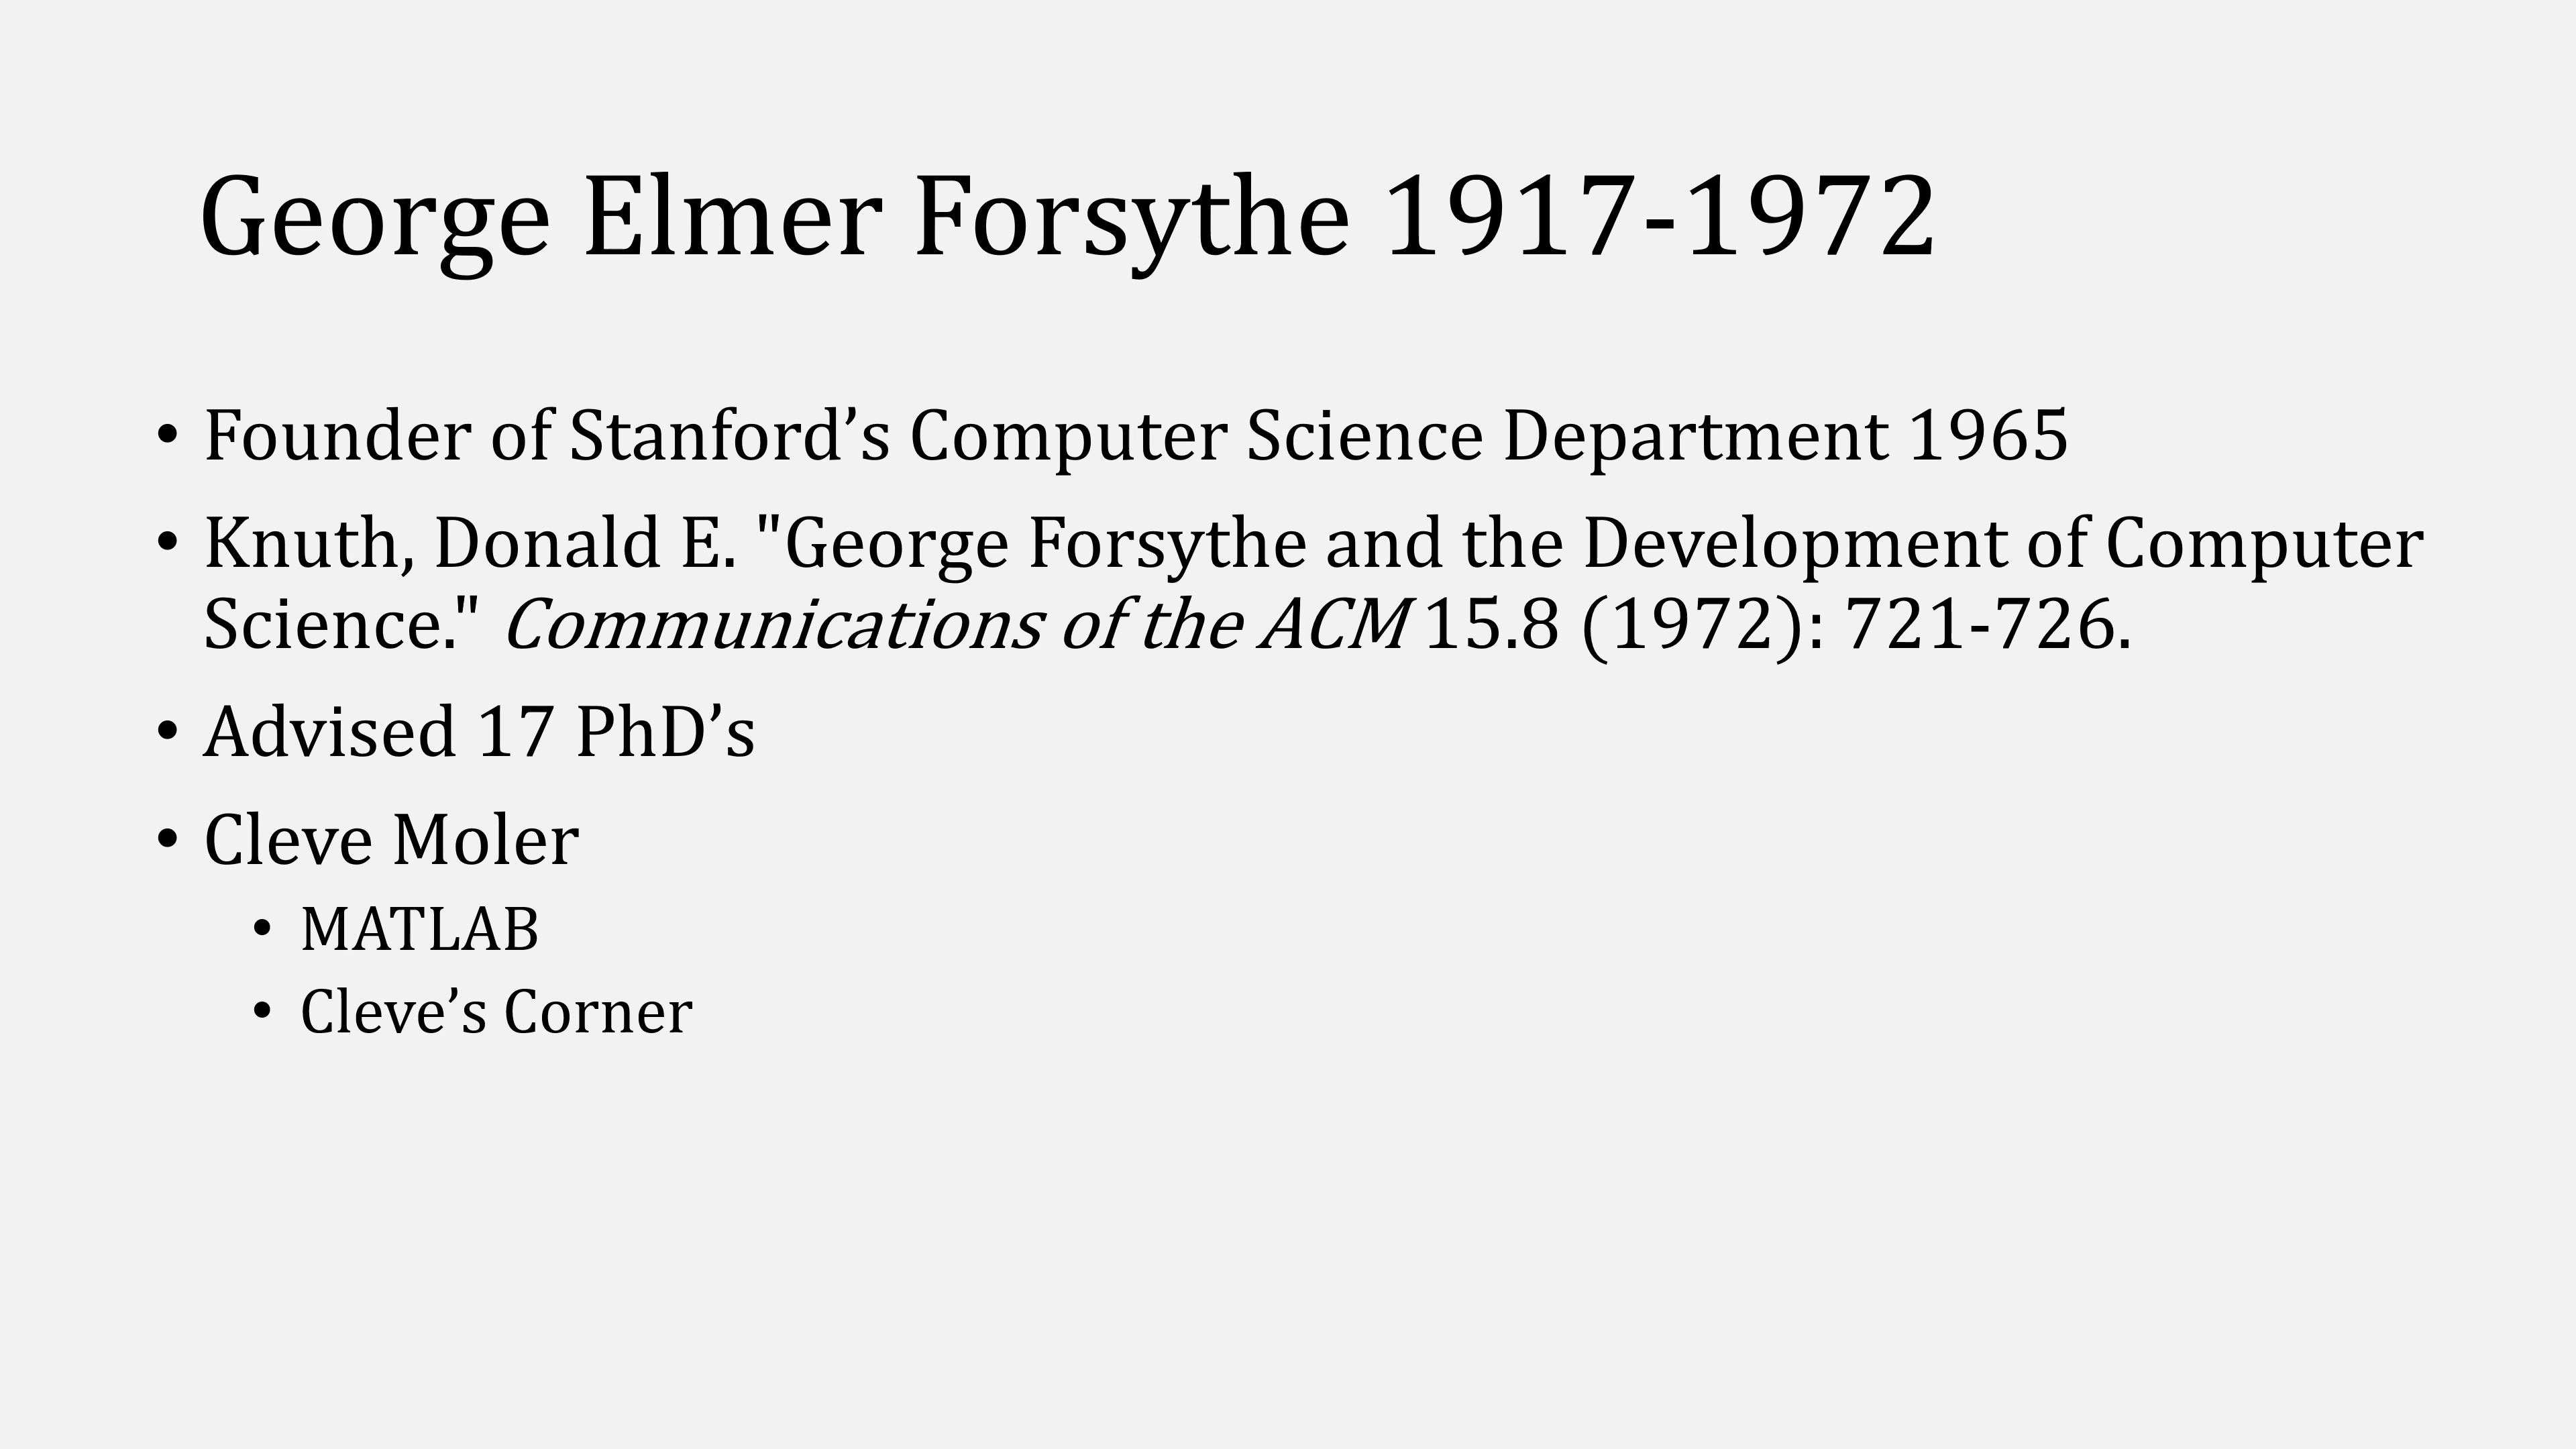 George Elmer Forsythe 1917-1972
• Founder of Stanford’s Computer Science Department 1965
• Knuth, Donald E. "George Forsythe and the Development of Computer
Science." Communications of the ACM 15.8 (1972): 721-726.
• Advised 17 PhD’s
• Cleve Moler
• MATLAB
• Cleve’s Corner